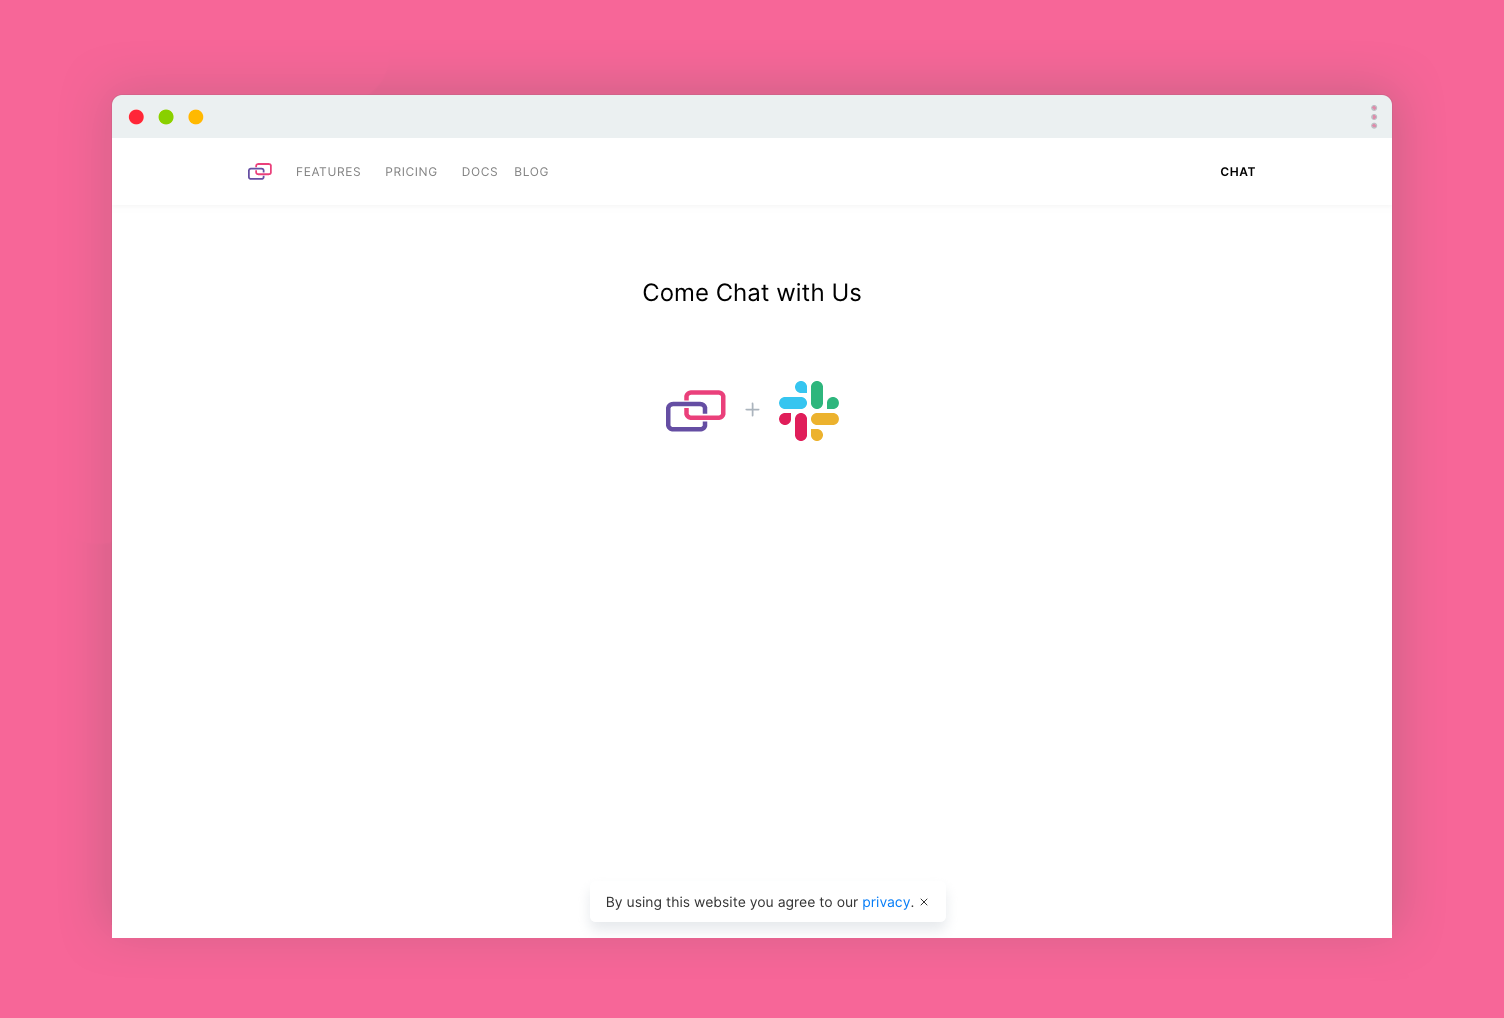 FEATURES PRICING DOCS BLOG CHAT
Come Chat with Us
+
By using this website you agree to our privacy. ×